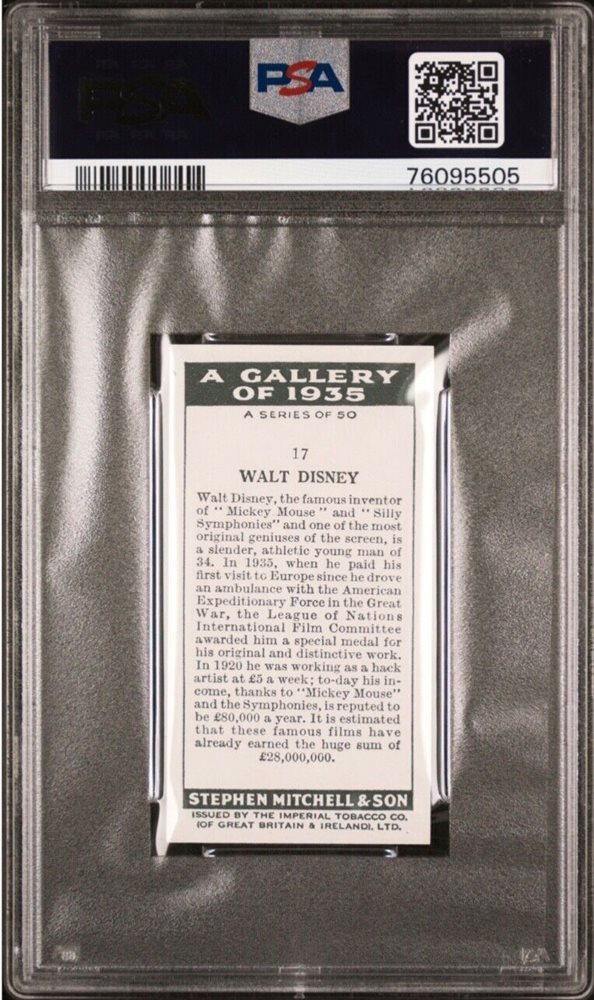 PSA
PSA
76095505
A GALLERY
OF 1935
A SERIES OF 50
17
WALT DISNEY
Walt Disney, the famous inventor
of "Mickey Mouse" and "Silly
Symphonies" and one of the most
original geniuses of the screen, is
a slender, athletic young man of
34. In 1935, when he paid his
first visit to Europe since he drove
an ambulance with the American
Expeditionary Force in the Great
War, the League of Nations
International Film Committee
awarded him a special medal for
his original and distinctive work.
In 1920 he was working as a hack
artist at £5 a week; to-day his in-
come, thanks to "Mickey Mouse"
and the Symphonies, is reputed to
be £80,000 a year. It is estimated
that these famous films have
already earned the huge sum of
£28,000,000.
STEPHEN MITCHELL & SON
ISSUED BY THE IMPERIAL TOBACCO CO.
(OF GREAT BRITAIN & IRELAND), LTD.